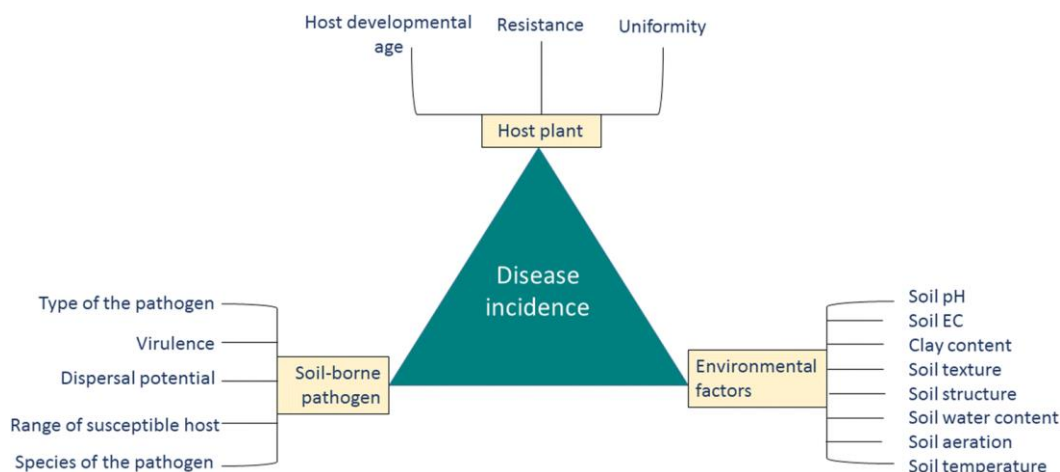 Host developmental
age
Resistance
Uniformity
Host plant
Disease
incidence
Type of the pathogen
Virulence
Dispersal potential
Range of susceptible host
Species of the pathogen
Soil-borne
pathogen
Environmental
factors
Soil pH
Soil EC
Clay content
Soil texture
Soil structure
Soil water content
Soil aeration
Soil temperature